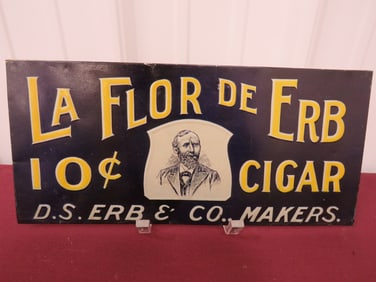 LA FLOR DE ERB
10¢ CIGAR
D.S. ERB & CO., MAKERS.